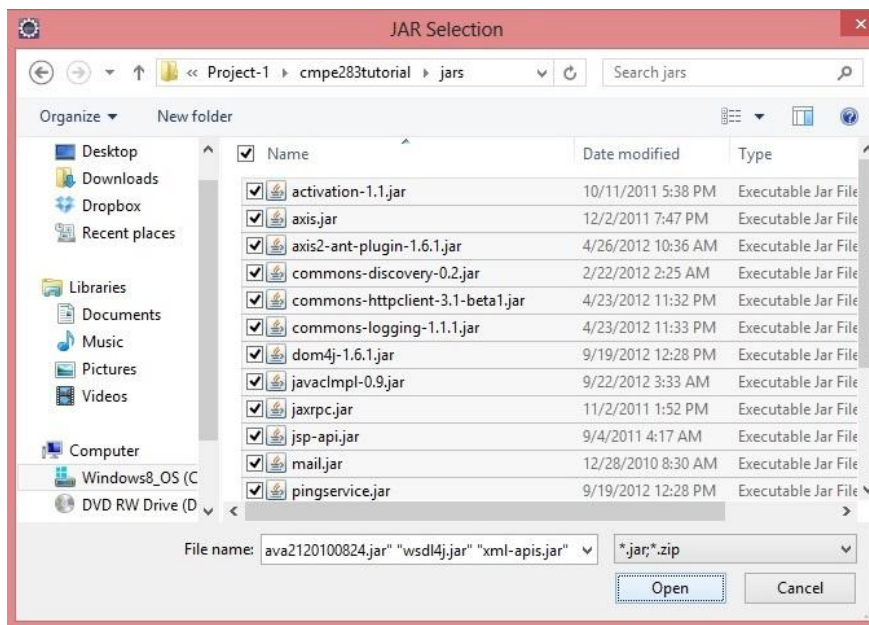 JAR Selection
« Project-1 cmpe283tutorial jars Search jars
Organize New folder
Name Date modified Type
Desktop
Downloads
Dropbox
Recent places
Libraries
Documents
Music
Pictures
Videos
Computer
Windows8_OS (C
DVD RW Drive (D
activation-1.1.jar 10/11/2011 5:38 PM Executable Jar File
axis.jar 12/2/2011 7:47 PM Executable Jar File
axis2-ant-plugin-1.6.1.jar 4/26/2012 10:36 AM Executable Jar File
commons-discovery-0.2.jar 2/22/2012 2:25 AM Executable Jar File
commons-httpclient-3.1-beta1.jar 4/23/2012 11:32 PM Executable Jar File
commons-logging-1.1.1.jar 4/23/2012 11:33 PM Executable Jar File
dom4j-1.6.1.jar 9/19/2012 12:28 PM Executable Jar File
javaclmpl-0.9.jar 9/22/2012 3:33 AM Executable Jar File
jaxrpc.jar 11/2/2011 1:52 PM Executable Jar File
jsp-api.jar 9/4/2011 4:17 AM Executable Jar File
mail.jar 12/28/2010 8:30 AM Executable Jar File
pingservice.jar 9/19/2012 12:28 PM Executable Jar File
File name: ava2120100824.jar" "wsdl4j.jar" "xml-apis.jar" *.jar;*.zip
Open Cancel